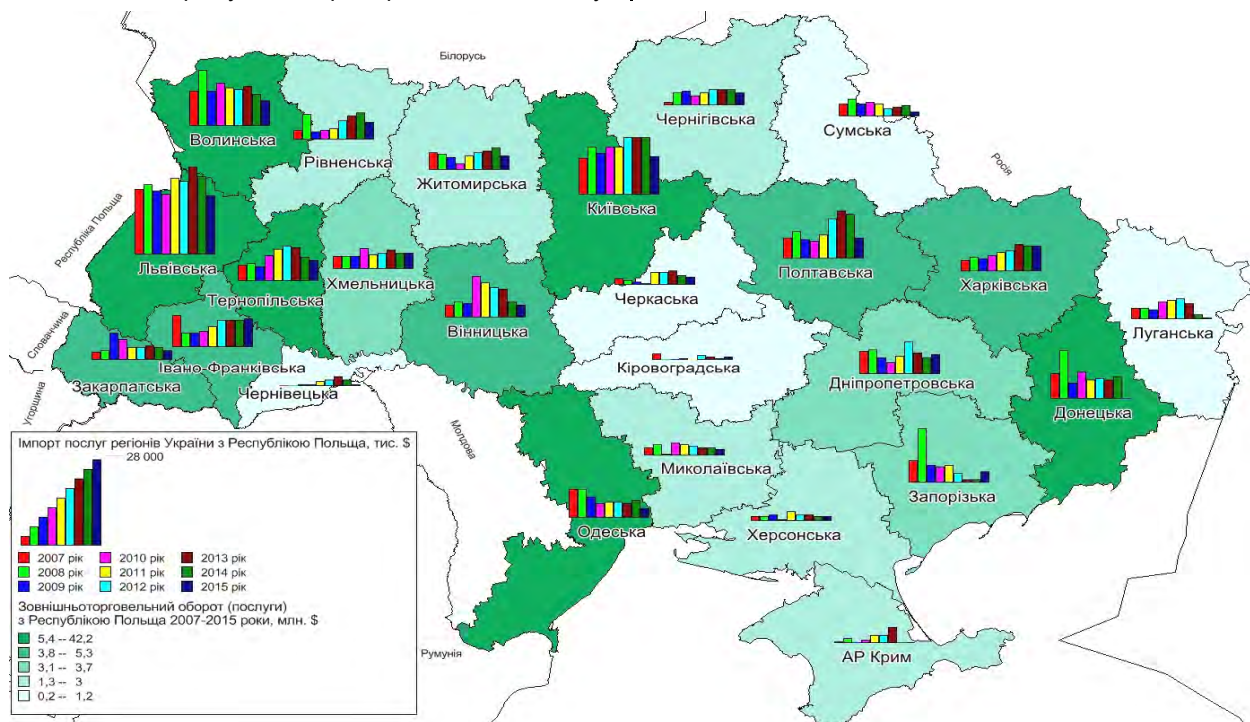 Білорусь
Волинська
Рівненська
Житомирська
Чернігівська
Сумська
Росія
Республіка Польща
Київська
Львівська
Тернопільська
Хмельницька
Вінницька
Черкаська
Полтавська
Харківська
Луганська
Словаччина
Івано-Франківська
Закарпатська
Чернівецька
Угорщина
Кіровоградська
Дніпропетровська
Донецька
Молдова
Миколаївська
Запорізька
Одеська
Херсонська
АР Крим
Румунія
Імпорт послуг регіонів України з Республікою Польща, тис. $
28 000
2007 рік 2010 рік 2013 рік
2008 рік 2011 рік 2014 рік
2009 рік 2012 рік 2015 рік
Зовнішньоторговельний оборот (послуги)
з Республікою Польща 2007-2015 роки, млн. $
5,4 -- 42,2
3,8 -- 5,3
3,1 -- 3,7
1,3 -- 3
0,2 -- 1,2